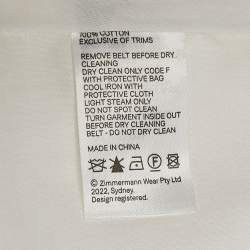 100% COTTON
EXCLUSIVE OF TRIMS
REMOVE BELT BEFORE DRY
CLEANING
DRY CLEAN ONLY CODE F
WITH PROTECTIVE BAG
COOL IRON WITH
PROTECTIVE CLOTH
LIGHT STEAM ONLY
DO NOT SPOT CLEAN
TURN GARMENT INSIDE OUT
BEFORE DRY CLEANING
BELT - DO NOT DRY CLEAN
MADE IN CHINA
© Zimmermann Wear Pty Ltd
2022, Sydney.
Design registered.